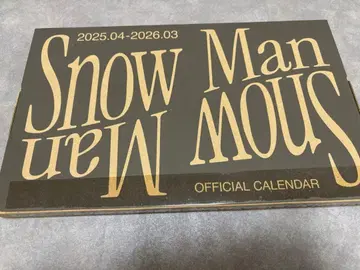 2025.04-2026.03
Snow Man
Snow Man
OFFICIAL CALENDAR